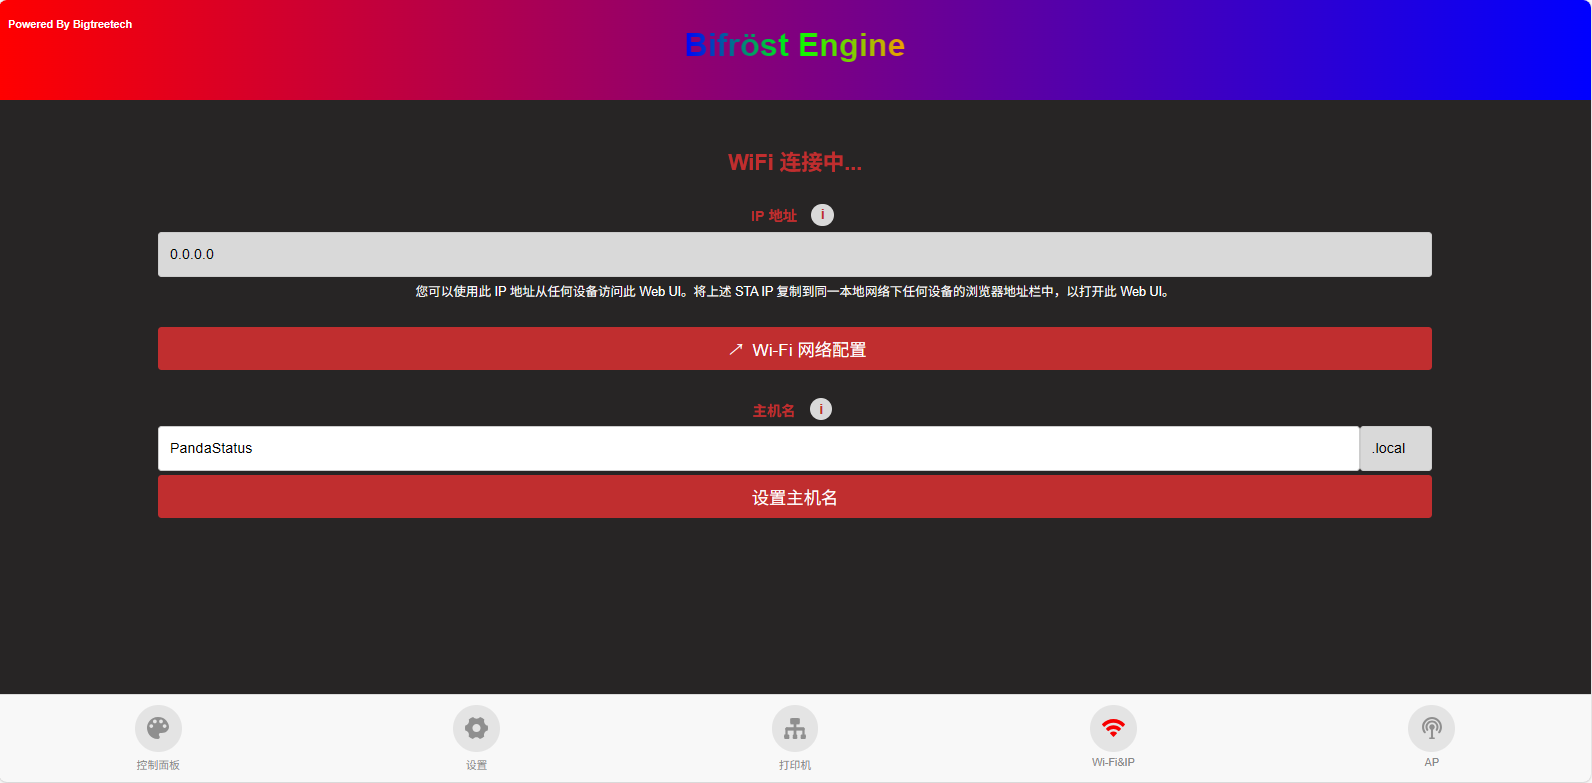 Powered By Bigtreetech
Bifröst Engine
WiFi 连接中...
IP 地址 i
0.0.0.0
您可以使用此 IP 地址从任何设备访问此 Web UI。将上述 STA IP 复制到同一本地网络下任何设备的浏览器地址栏中，以打开此 Web UI。
↗ Wi-Fi 网络配置
主机名 i
PandaStatus .local
设置主机名
控制面板 设置 打印机 Wi-Fi&IP AP